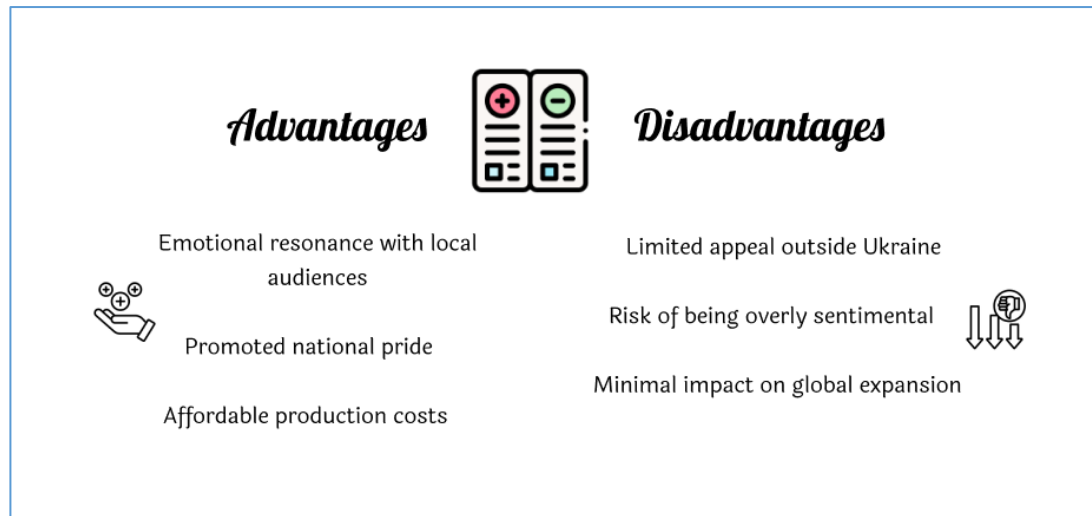 Advantages
Disadvantages
Emotional resonance with local
audiences
Promoted national pride
Affordable production costs
Limited appeal outside Ukraine
Risk of being overly sentimental
Minimal impact on global expansion